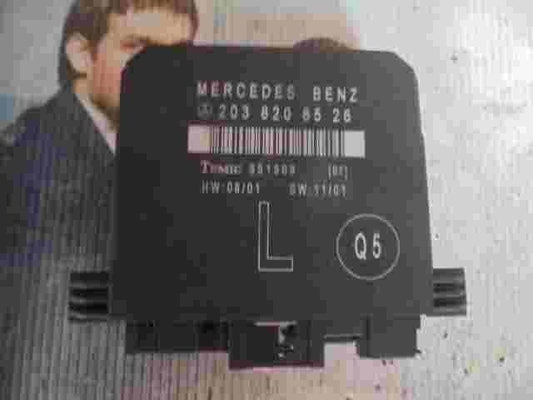 MERCEDES BENZ
203 820 85 26
TEMIC
HW:08/01 SW:11/01
L
Q5